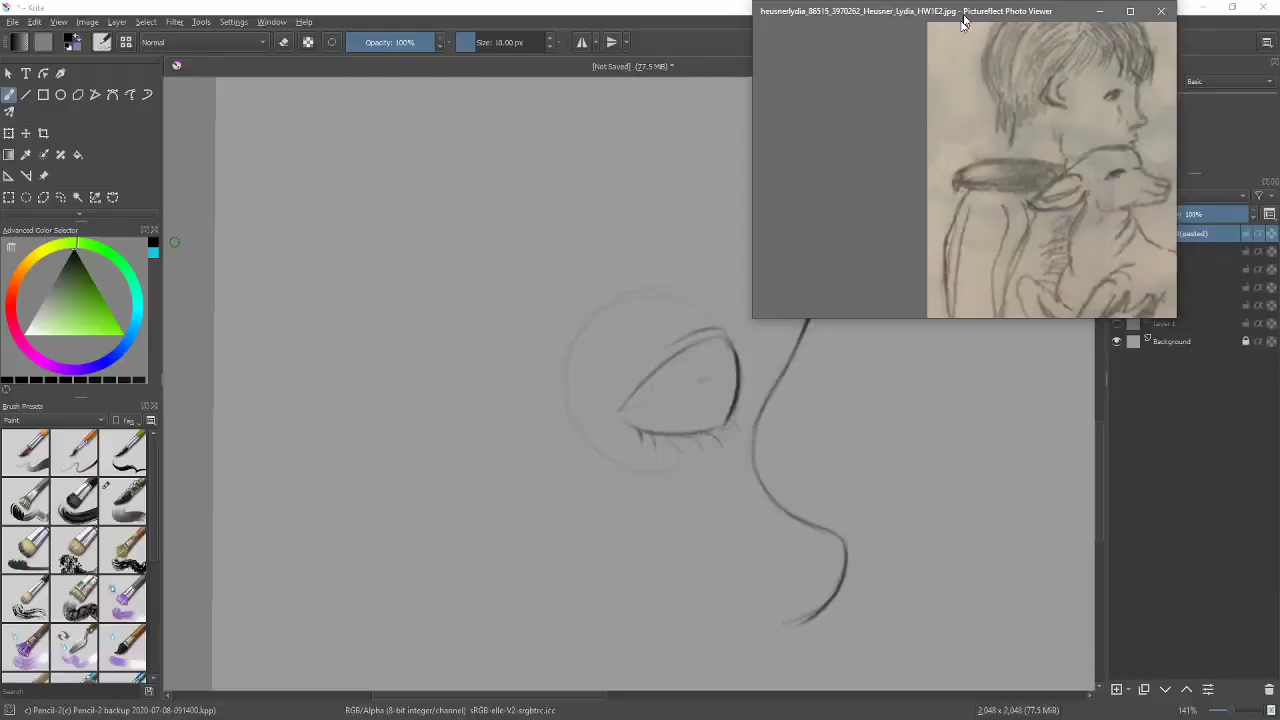 * - Krita
File Edit View Image Layer Select Filter Tools Settings Window Help
heusnerlydia_86515_3970262_Heusner_Lydia_HW1E2.jpg - Pictureflect Photo Viewer
Normal
Opacity: 100%
Size: 10.00 px
Basic
[Not Saved] (77.5 MiB) *
100%
(pasted)
Advanced Color Selector
Layer 1
Background
Brush Presets
Paint
Tag
Search
c) Pencil-2(c) Pencil-2 backup 2020-07-08-091400.kpp)
RGB/Alpha (8-bit integer/channel) sRGB-elle-V2-srgbtrc.icc
2,048 x 2,048 (77.5 MiB)
141%